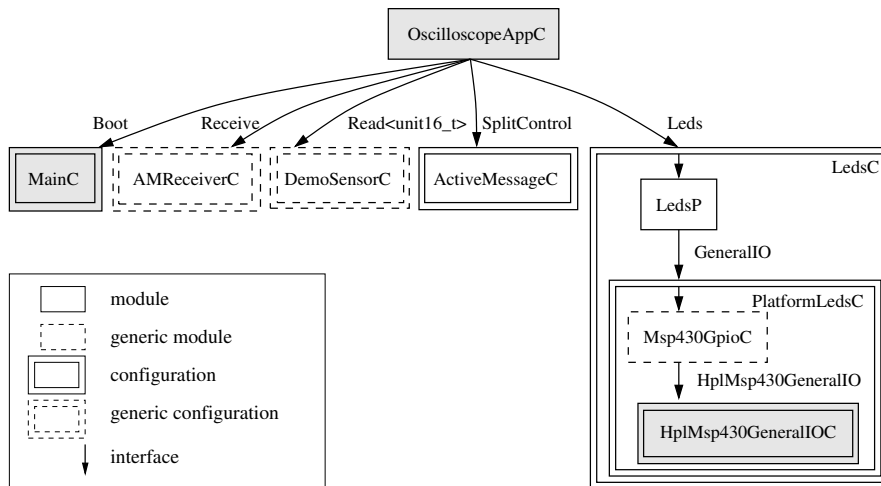 OscilloscopeAppC
Boot
Receive
Read<unit16_t>
SplitControl
Leds
MainC
AMReceiverC
DemoSensorC
ActiveMessageC
LedsC
LedsP
GeneralIO
PlatformLedsC
Msp430GpioC
HplMsp430GeneralIO
HplMsp430GeneralIOC
module
generic module
configuration
generic configuration
interface